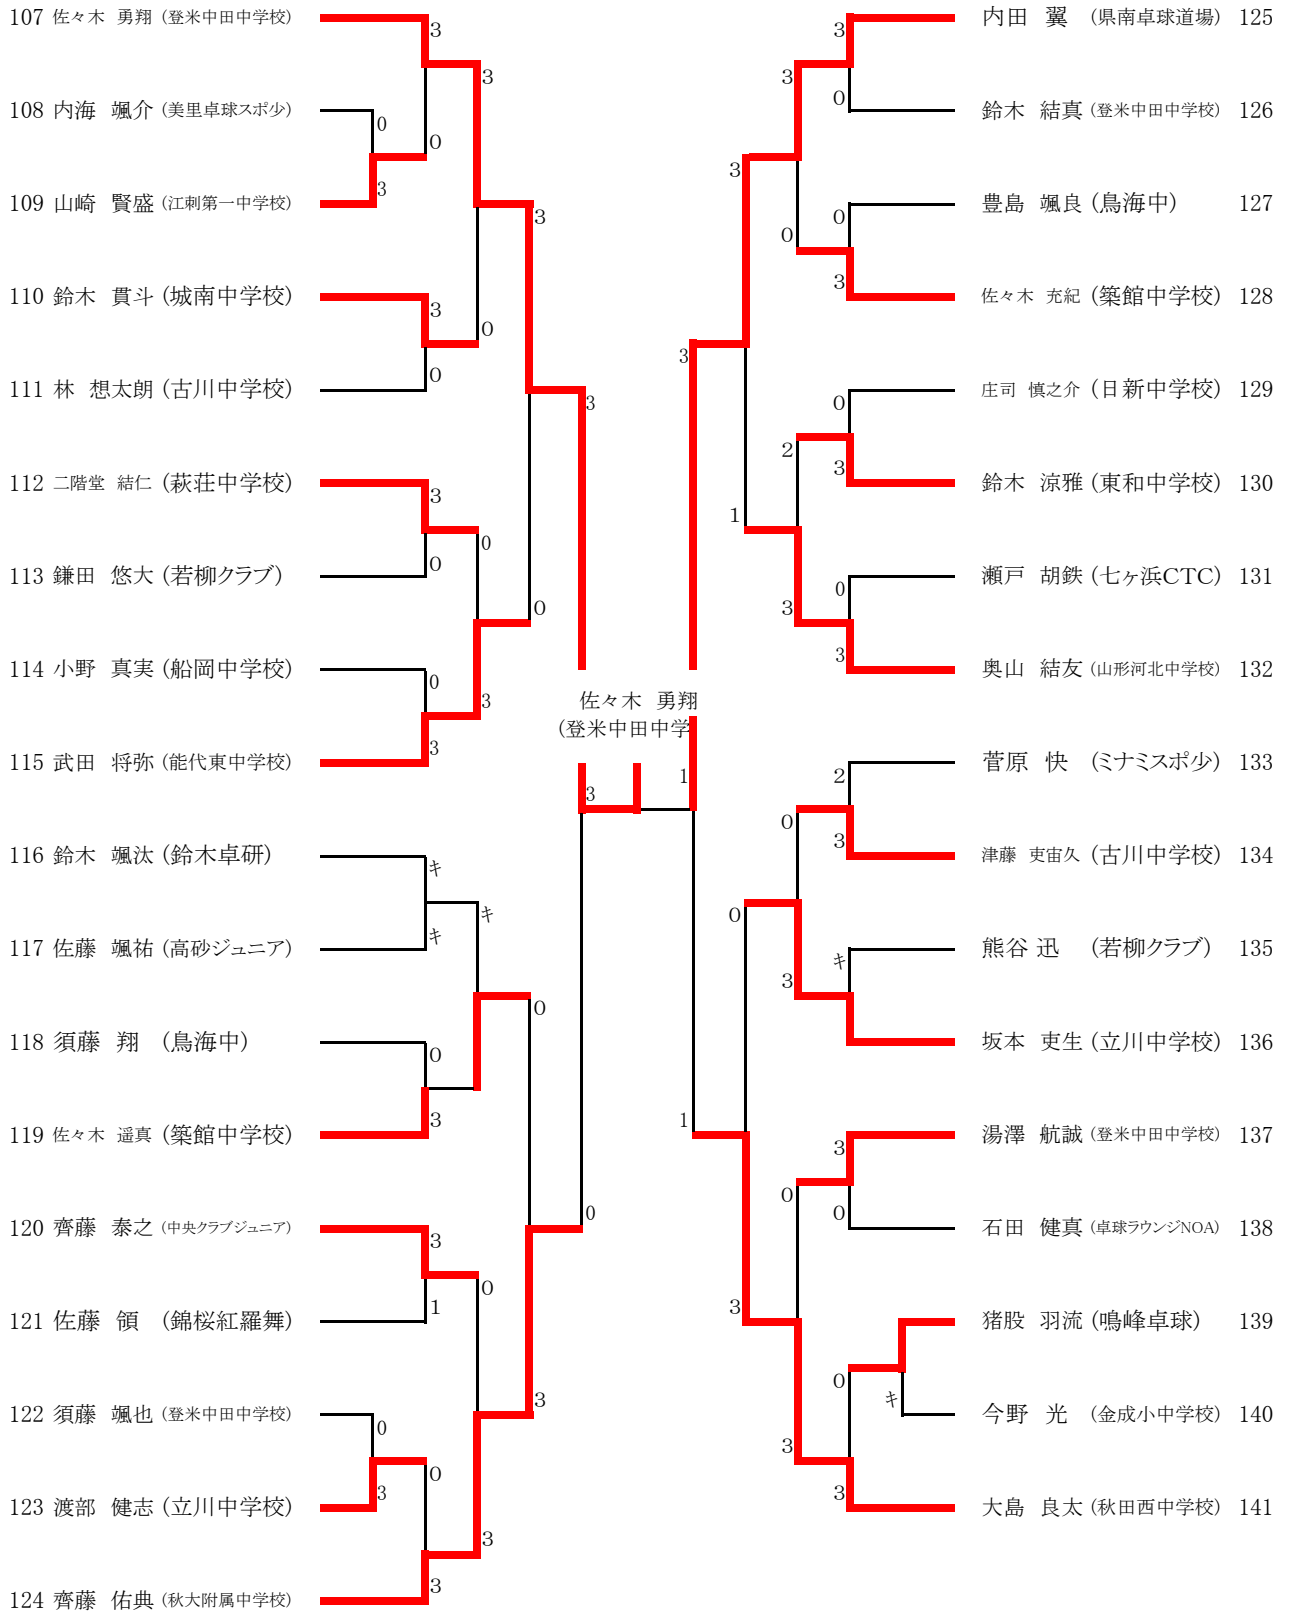 107 佐々木 勇翔 (登米中田中学校)
108 内海 颯介 (美里卓球スポ少)
109 山崎 賢盛 (江刺第一中学校)
110 鈴木 貫斗 (城南中学校)
111 林 想太朗 (古川中学校)
112 二階堂 結仁 (萩荘中学校)
113 鎌田 悠大 (若柳クラブ)
114 小野 真実 (船岡中学校)
115 武田 将弥 (能代東中学校)
116 鈴木 颯汰 (鈴木卓研)
117 佐藤 颯祐 (高砂ジュニア)
118 須藤 翔 (鳥海中)
119 佐々木 遥真 (築館中学校)
120 齊藤 泰之 (中央クラブジュニア)
121 佐藤 領 (錦桜紅羅舞)
122 須藤 颯也 (登米中田中学校)
123 渡部 健志 (立川中学校)
124 齊藤 佑典 (秋大附属中学校)
3
0
0
3
3
0
3
0
0
3
キ
キ
0
3
3
1
0
3
0
3
3
0
0
3
キ
0
3
3
0
0
3
3
0
佐々木 勇翔
(登米中田中学
3
1
3
1
3
1
0
3
3
0
2
3
0
3
0
3
3
0
0
3
0
3
0
3
2
3
キ
3
0
0
キ
3
内田 翼 (県南卓球道場) 125
鈴木 結真 (登米中田中学校) 126
豊島 颯良 (鳥海中) 127
佐々木 充紀 (築館中学校) 128
庄司 慎之介 (日新中学校) 129
鈴木 涼雅 (東和中学校) 130
瀬戸 胡鉄 (七ヶ浜CTC) 131
奥山 結友 (山形河北中学校) 132
菅原 快 (ミナミスポ少) 133
津藤 吏宙久 (古川中学校) 134
熊谷 迅 (若柳クラブ) 135
坂本 吏生 (立川中学校) 136
湯澤 航誠 (登米中田中学校) 137
石田 健真 (卓球ラウンジNOA) 138
猪股 羽流 (鳴峰卓球) 139
今野 光 (金成小中学校) 140
大島 良太 (秋田西中学校) 141